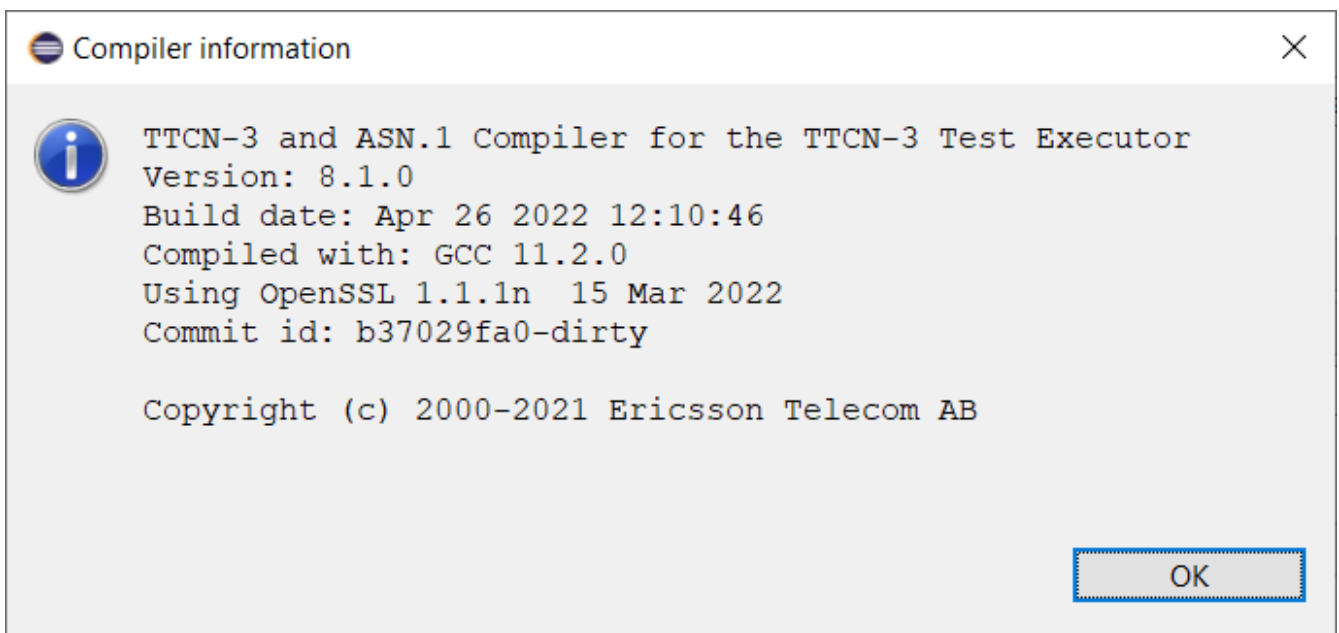 Compiler information
TTCN-3 and ASN.1 Compiler for the TTCN-3 Test Executor
Version: 8.1.0
Build date: Apr 26 2022 12:10:46
Compiled with: GCC 11.2.0
Using OpenSSL 1.1.1n  15 Mar 2022
Commit id: b37029fa0-dirty
Copyright (c) 2000-2021 Ericsson Telecom AB
OK